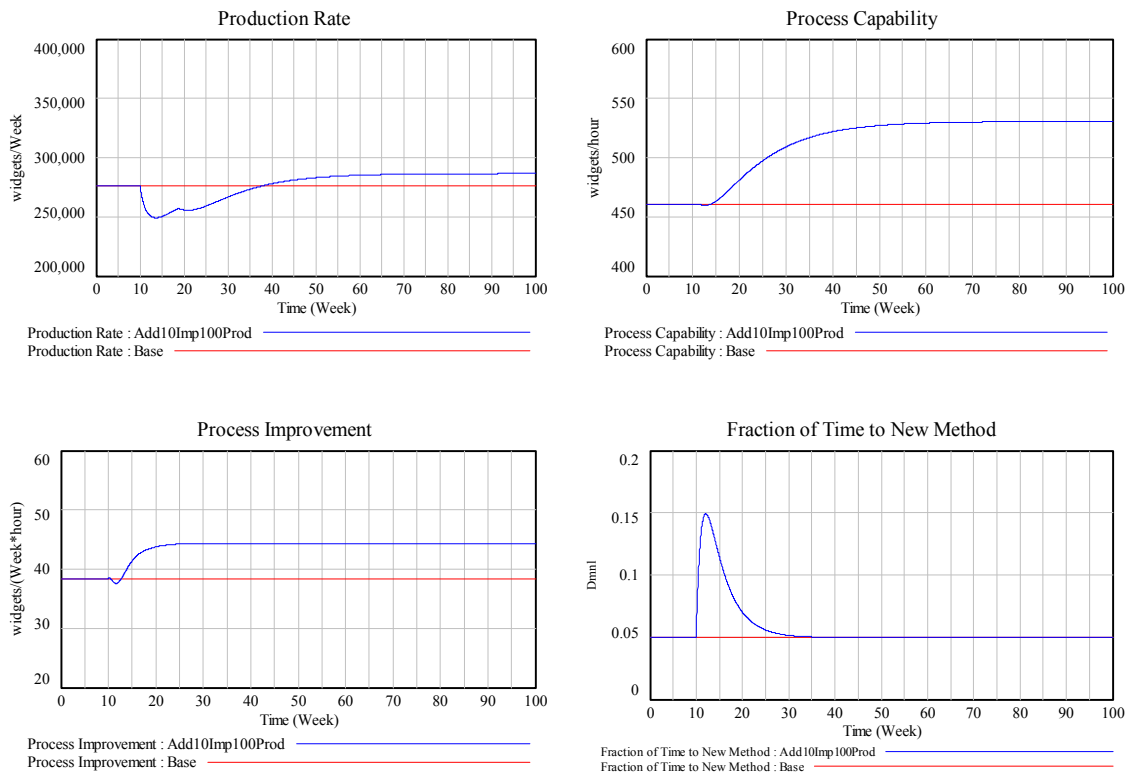 Production Rate
400,000
350,000
300,000
250,000
200,000
widgets/Week
0 10 20 30 40 50 60 70 80 90 100
Time (Week)
Production Rate : Add10Imp100Prod
Production Rate : Base
Process Capability
600
550
500
450
400
widgets/hour
0 10 20 30 40 50 60 70 80 90 100
Time (Week)
Process Capability : Add10Imp100Prod
Process Capability : Base
Process Improvement
60
50
40
30
20
widgets/(Week*hour)
0 10 20 30 40 50 60 70 80 90 100
Time (Week)
Process Improvement : Add10Imp100Prod
Process Improvement : Base
Fraction of Time to New Method
0.2
0.15
0.1
0.05
0
Dmnl
0 10 20 30 40 50 60 70 80 90 100
Time (Week)
Fraction of Time to New Method : Add10Imp100Prod
Fraction of Time to New Method : Base